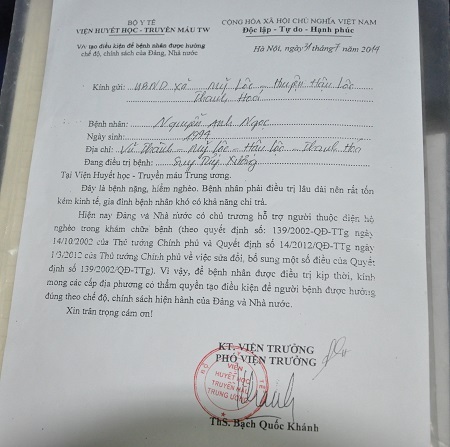 BỘ Y TẾ
VIỆN HUYẾT HỌC - TRUYỀN MÁU TW
V/v tạo điều kiện để bệnh nhân được hưởng
chế độ, chính sách của Đảng, Nhà nước
CỘNG HÒA XÃ HỘI CHỦ NGHĨA VIỆT NAM
Độc lập - Tự do - Hạnh phúc
Hà Nội, ngày tháng 7 năm 2014
Kính gửi: UBND xã Mỹ Lộc - Huyện Hậu Lộc
Thanh Hoá
Bệnh nhân: Nguyễn Anh Ngọc
Ngày sinh:
Địa chỉ: Vũ Thành - Mỹ Lộc - Hậu Lộc - Thanh Hoá
Đang điều trị bệnh: Suy Tủy Xương
Tại Viện Huyết học - Truyền máu Trung ương.
Đây là bệnh nặng, hiểm nghèo. Bệnh nhân phải điều trị lâu dài nên rất tốn
kém kinh tế, gia đình bệnh nhân khó có khả năng chi trả.
Hiện nay Đảng và Nhà nước có chủ trương hỗ trợ người thuộc diện hộ
nghèo trong khám chữa bệnh (theo quyết định số: 139/2002-QĐ-TTg ngày
14/10/2002 của Thủ tướng Chính phủ và Quyết định số 14/2012/QĐ-TTg ngày
1/3/2012 của Thủ tướng Chính phủ về việc sửa đổi, bổ sung một số điều của Quyết
định số 139/2002/QĐ-TTg). Vì vậy, để bệnh nhân được điều trị kịp thời, kính
mong các cấp địa phương có thẩm quyền tạo điều kiện để người bệnh được hưởng
đúng theo chế độ, chính sách hiện hành của Đảng và Nhà nước.
Xin trân trọng cảm ơn!
KT. VIỆN TRƯỞNG
PHÓ VIỆN TRƯỞNG
VIỆN
HUYẾT HỌC
TRUYỀN MÁU
TRUNG ƯƠNG
ThS. Bạch Quốc Khánh